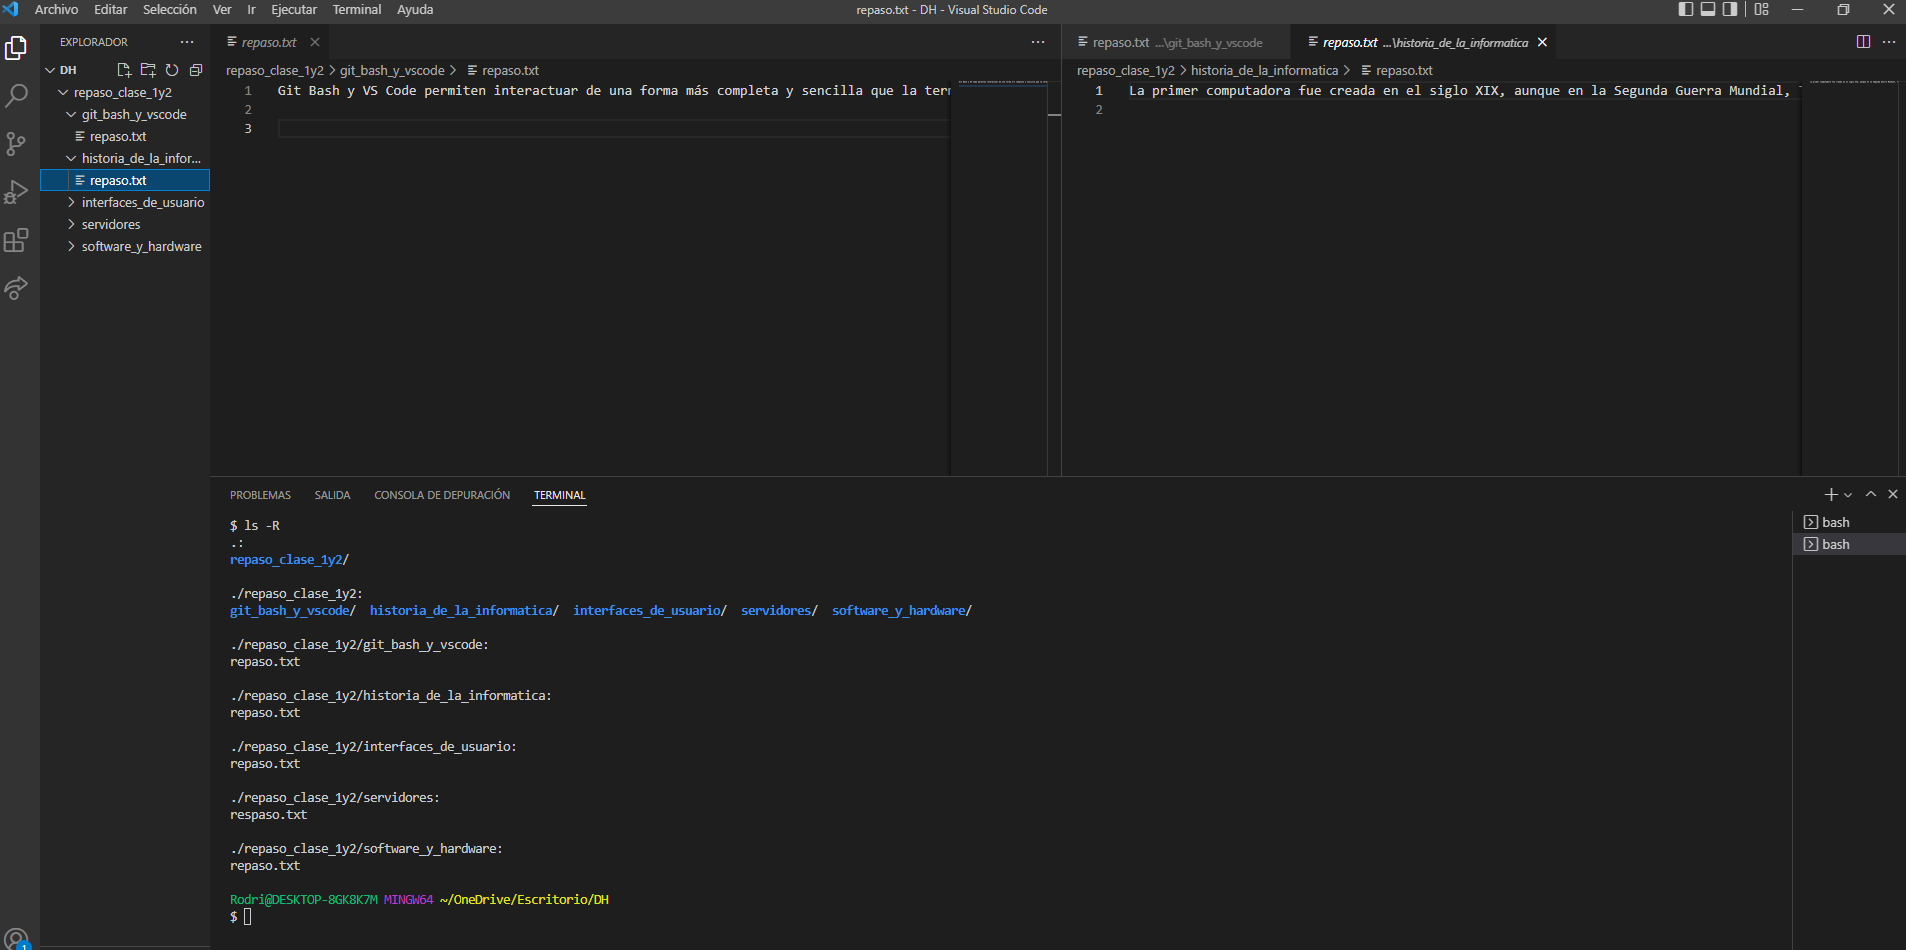 Archivo Editar Selección Ver Ir Ejecutar Terminal Ayuda
repaso.txt - DH - Visual Studio Code
EXPLORADOR
DH
repaso_clase_1y2
git_bash_y_vscode
repaso.txt
historia_de_la_infor...
repaso.txt
interfaces_de_usuario
servidores
software_y_hardware
repaso.txt
repaso_clase_1y2 > git_bash_y_vscode > repaso.txt
1 Git Bash y VS Code permiten interactuar de una forma más completa y sencilla que la ter
2
3
repaso.txt ...\git_bash_y_vscode
repaso.txt ...\historia_de_la_informatica
repaso_clase_1y2 > historia_de_la_informatica > repaso.txt
1 La primer computadora fue creada en el siglo XIX, aunque en la Segunda Guerra Mundial,
2
PROBLEMAS SALIDA CONSOLA DE DEPURACIÓN TERMINAL
$ ls -R
.:
repaso_clase_1y2/
./repaso_clase_1y2:
git_bash_y_vscode/ historia_de_la_informatica/ interfaces_de_usuario/ servidores/ software_y_hardware/
./repaso_clase_1y2/git_bash_y_vscode:
repaso.txt
./repaso_clase_1y2/historia_de_la_informatica:
repaso.txt
./repaso_clase_1y2/interfaces_de_usuario:
repaso.txt
./repaso_clase_1y2/servidores:
respaso.txt
./repaso_clase_1y2/software_y_hardware:
repaso.txt
Rodri@DESKTOP-8GK8K7M MINGW64 ~/OneDrive/Escritorio/DH
$
bash
bash
1